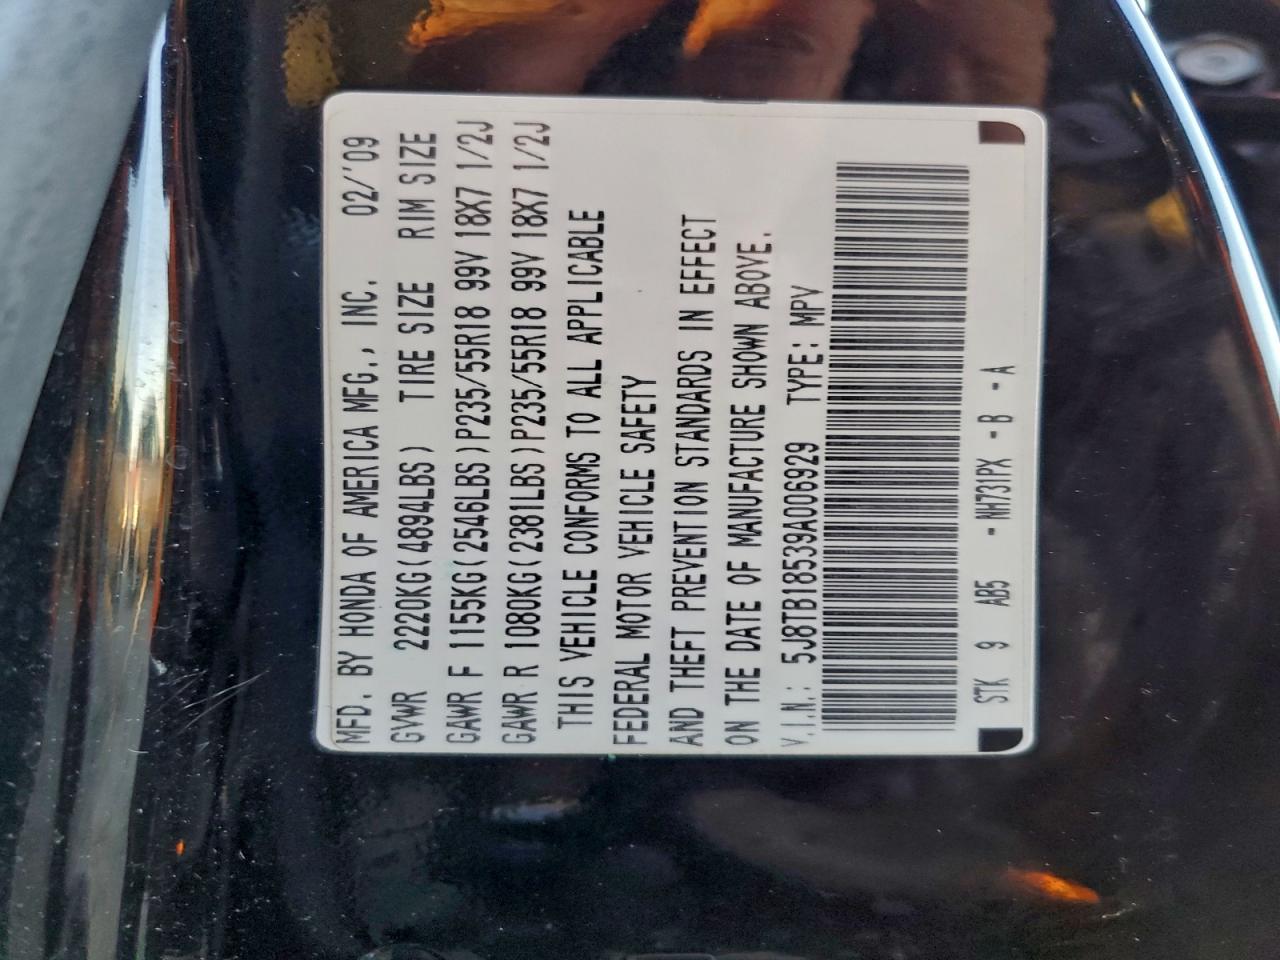 MFD. BY HONDA OF AMERICA MFG., INC. 02/'09
GVWR 2220KG(4894LBS) TIRE SIZE RIM SIZE
GAWR F 1155KG(2546LBS)P235/55R18 99V 18X7 1/2J
GAWR R 1080KG(2381LBS)P235/55R18 99V 18X7 1/2J
THIS VEHICLE CONFORMS TO ALL APPLICABLE
FEDERAL MOTOR VEHICLE SAFETY
AND THEFT PREVENTION STANDARDS IN EFFECT
ON THE DATE OF MANUFACTURE SHOWN ABOVE.
V.I.N.: 5J8TB18539A006929 TYPE: MPV
STK 9 AB5 -NH731PX -B -A